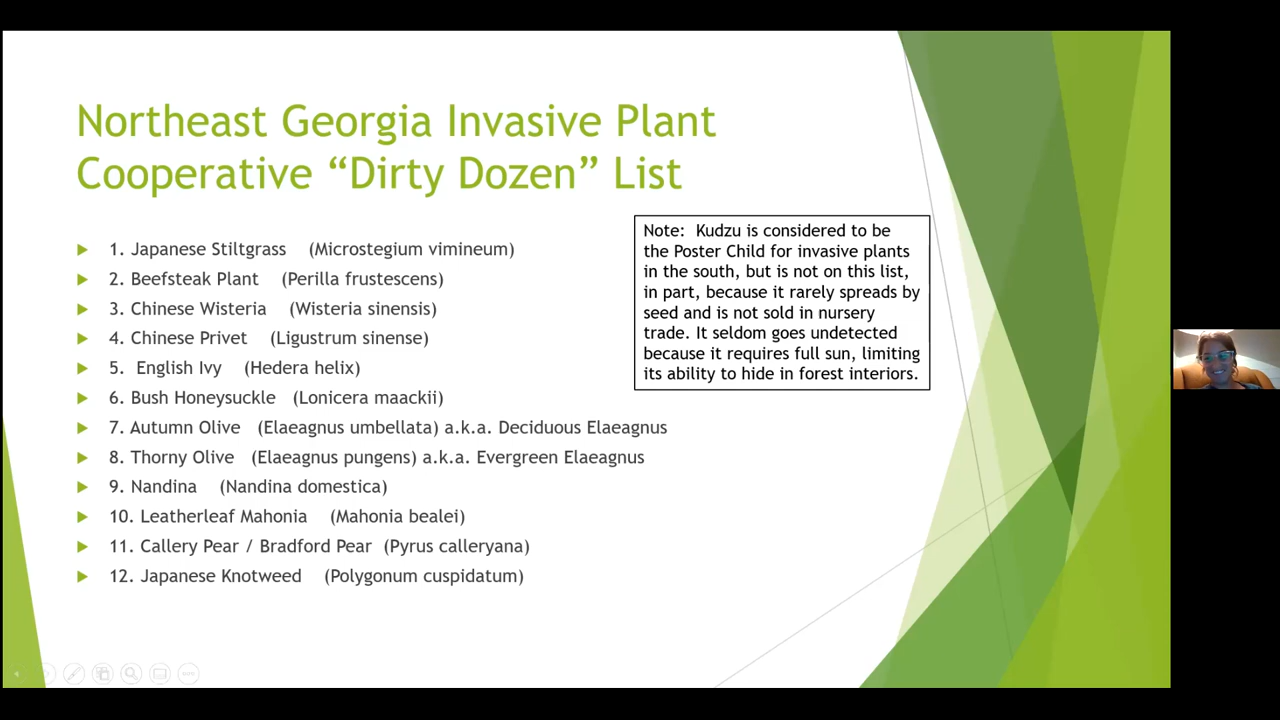 Northeast Georgia Invasive Plant
Cooperative “Dirty Dozen” List
1. Japanese Stiltgrass (Microstegium vimineum)
2. Beefsteak Plant (Perilla frustescens)
3. Chinese Wisteria (Wisteria sinensis)
4. Chinese Privet (Ligustrum sinense)
5. English Ivy (Hedera helix)
6. Bush Honeysuckle (Lonicera maackii)
7. Autumn Olive (Elaeagnus umbellata) a.k.a. Deciduous Elaeagnus
8. Thorny Olive (Elaeagnus pungens) a.k.a. Evergreen Elaeagnus
9. Nandina (Nandina domestica)
10. Leatherleaf Mahonia (Mahonia bealei)
11. Callery Pear / Bradford Pear (Pyrus calleryana)
12. Japanese Knotweed (Polygonum cuspidatum)
Note: Kudzu is considered to be
the Poster Child for invasive plants
in the south, but is not on this list,
in part, because it rarely spreads by
seed and is not sold in nursery
trade. It seldom goes undetected
because it requires full sun, limiting
its ability to hide in forest interiors.